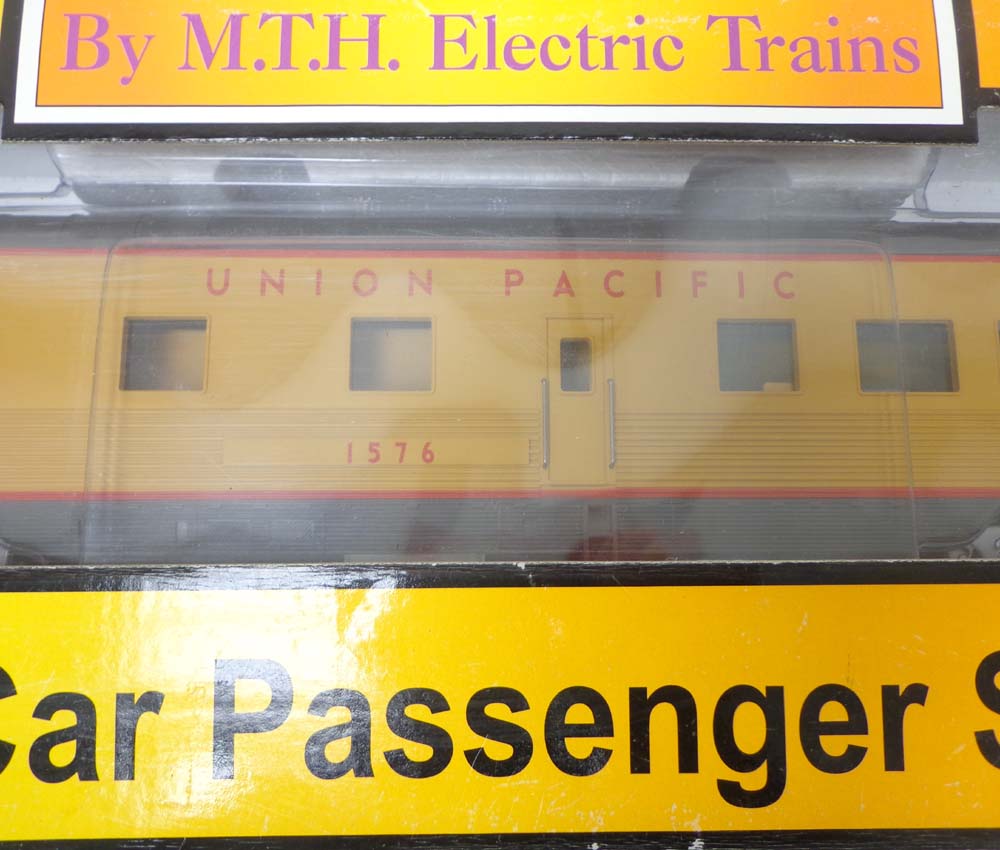 By M.T.H. Electric Trains
UNION PACIFIC
1576
Car Passenger S